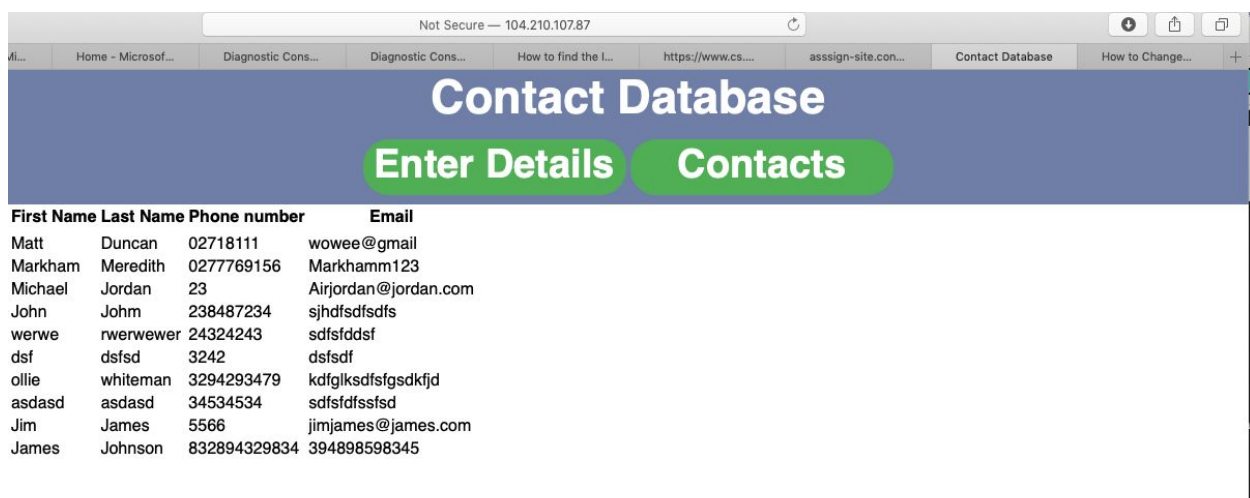 Not Secure — 104.210.107.87
Mi... Home - Microsof... Diagnostic Cons... Diagnostic Cons... How to find the I... https://www.cs.... asssign-site.con... Contact Database How to Change...
Contact Database
Enter Details Contacts
First Name Last Name Phone number Email
Matt Duncan 02718111 wowee@gmail
Markham Meredith 0277769156 Markhamm123
Michael Jordan 23 Airjordan@jordan.com
John Johm 238487234 sjhdfsdfsdfs
werwe rwerwewer 24324243 sdfsfddsf
dsf dsfsd 3242 dsfsdf
ollie whiteman 3294293479 kdfglksdfsfgsdkfjd
asdasd asdasd 34534534 sdfsfdfssfsd
Jim James 5566 jimjames@james.com
James Johnson 832894329834 394898598345